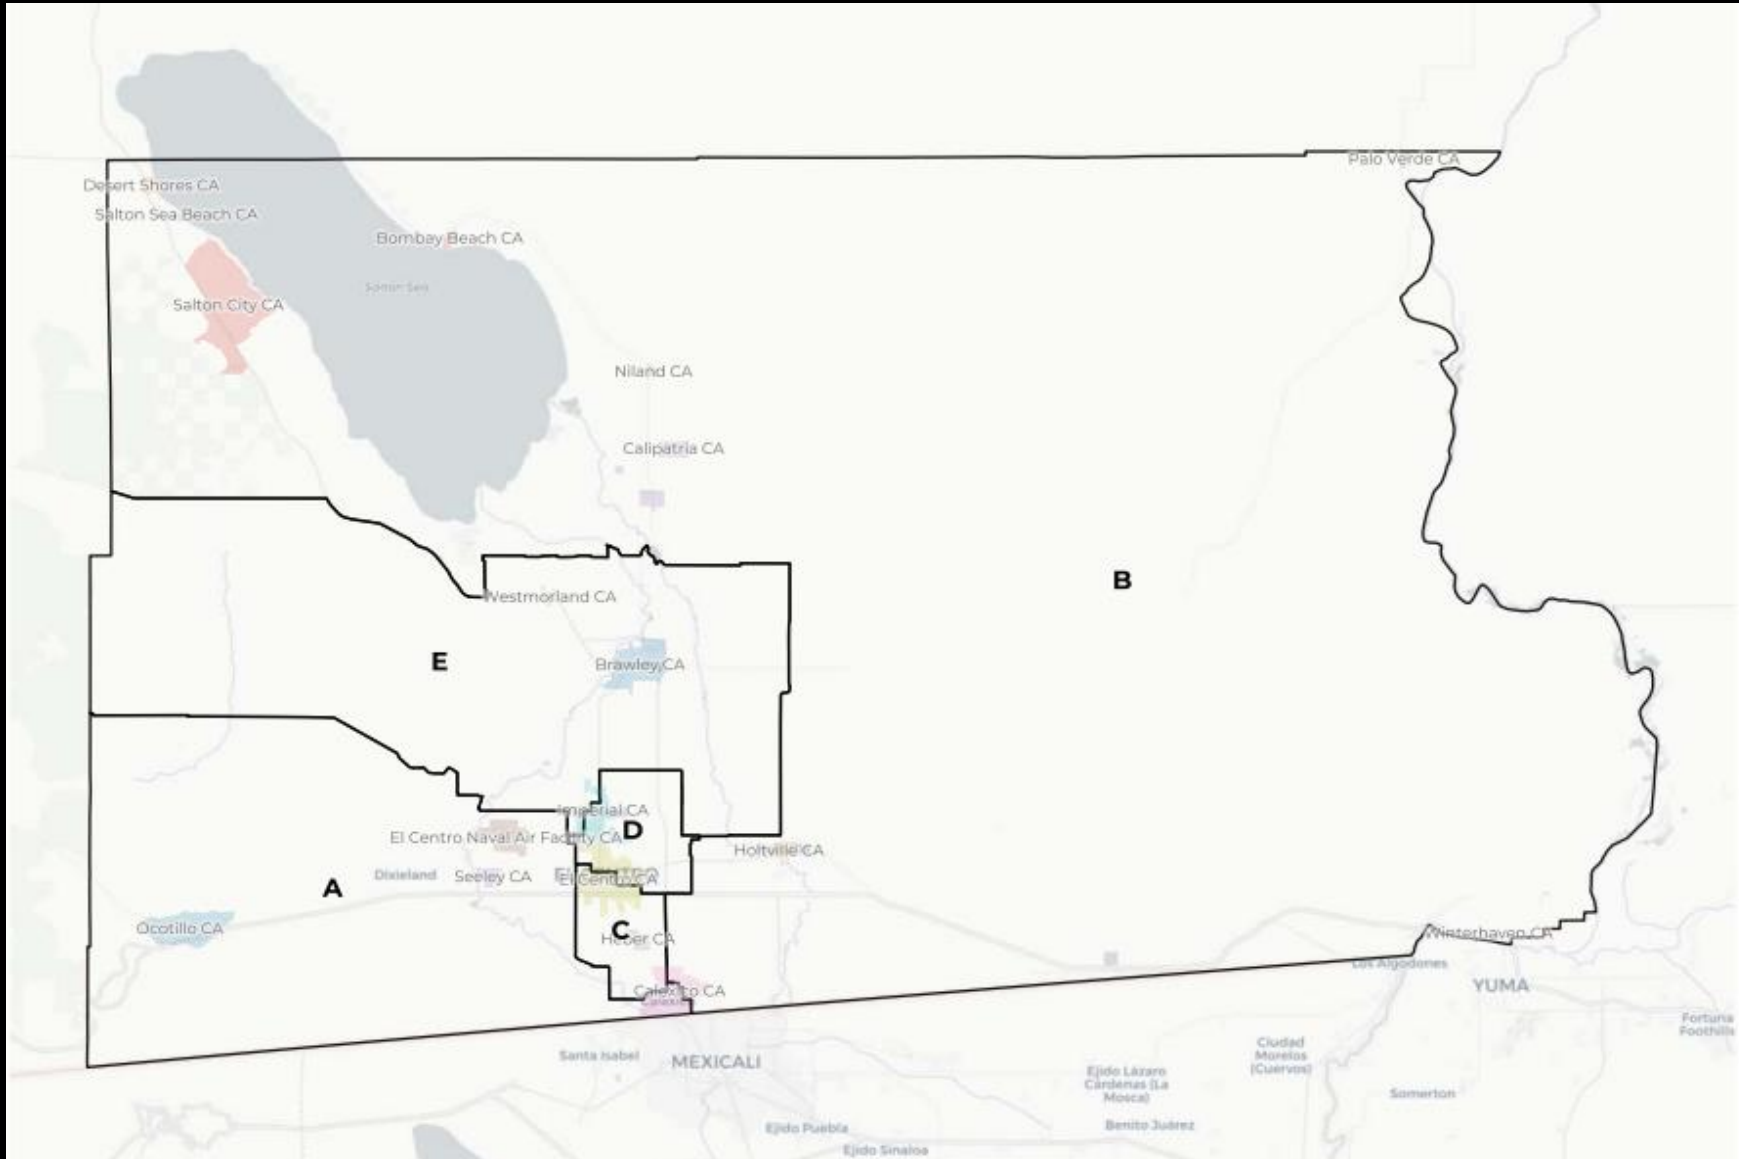 Palo Verde CA
Desert Shores CA
Salton Sea Beach CA
Bombay Beach CA
Salton Sea
Salton City CA
Niland CA
Calipatria CA
B
Westmorland CA
E
Brawley CA
Imperial CA
D
El Centro Naval Air Facility CA
Holtville CA
Dixieland
Seeley CA
El Centro CA
A
Ocotillo CA
C
Heber CA
Winterhaven CA
Los Algodones
YUMA
Calexico CA
Fortuna
Foothills
Santa Isabel
MEXICALI
Ciudad
Morelos
(Cuervos)
Ejido Lázaro
Cárdenas (La
Mosca)
Somerton
Ejido Puebla
Benito Juárez
Ejido Sinaloa